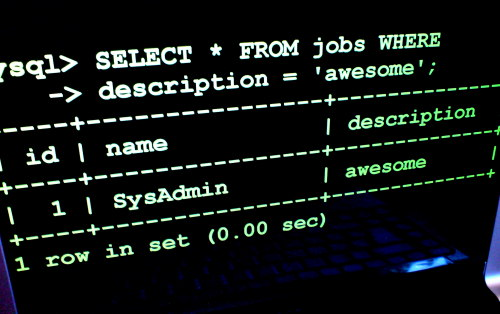 ysql> SELECT * FROM jobs WHERE
-> description = 'awesome';
-----+----------------+-------------
| id | name | description
+----+----------------+-------------+
| 1 | SysAdmin | awesome |
+----+----------------+-------------+
1 row in set (0.00 sec)